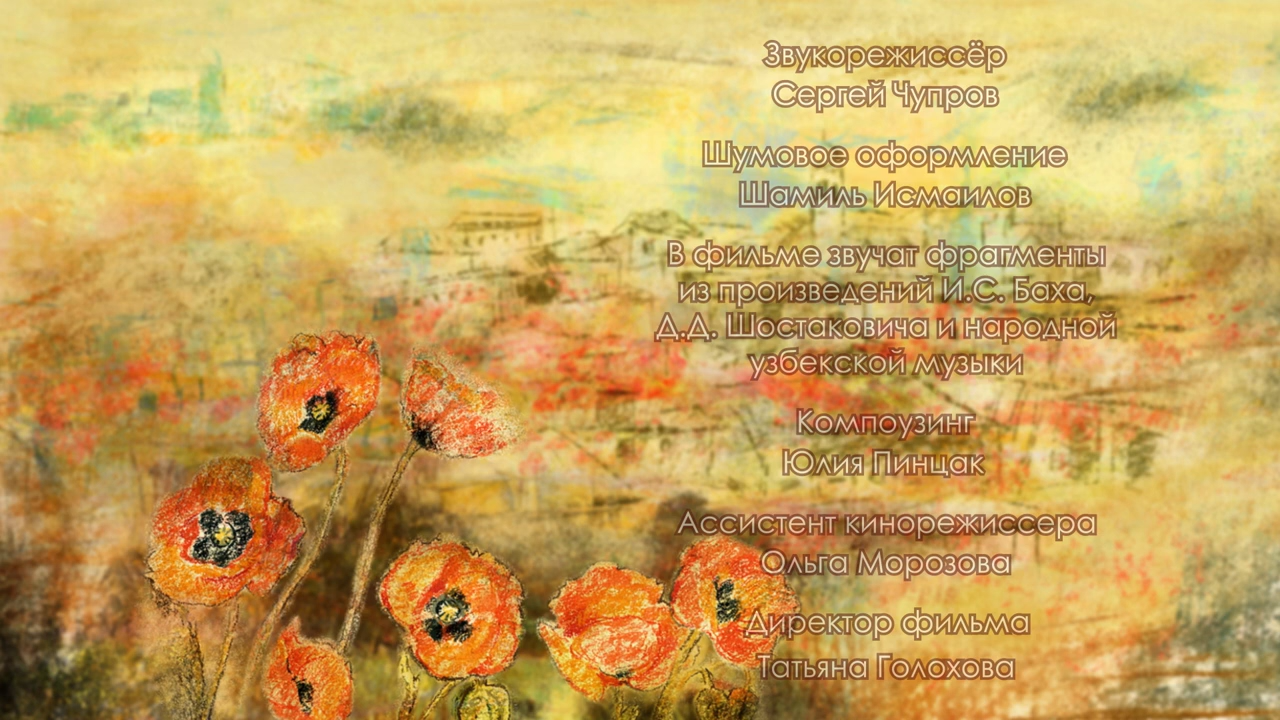 Звукорежиссёр
Сергей Чупров
Шумовое оформление
Шамиль Исмаилов
В фильме звучат фрагменты
из произведений И.С. Баха,
Д.Д. Шостаковича и народной
узбекской музыки
Компоузинг
Юлия Пинцак
Ассистент кинорежиссера
Ольга Морозова
Директор фильма
Татьяна Голохова